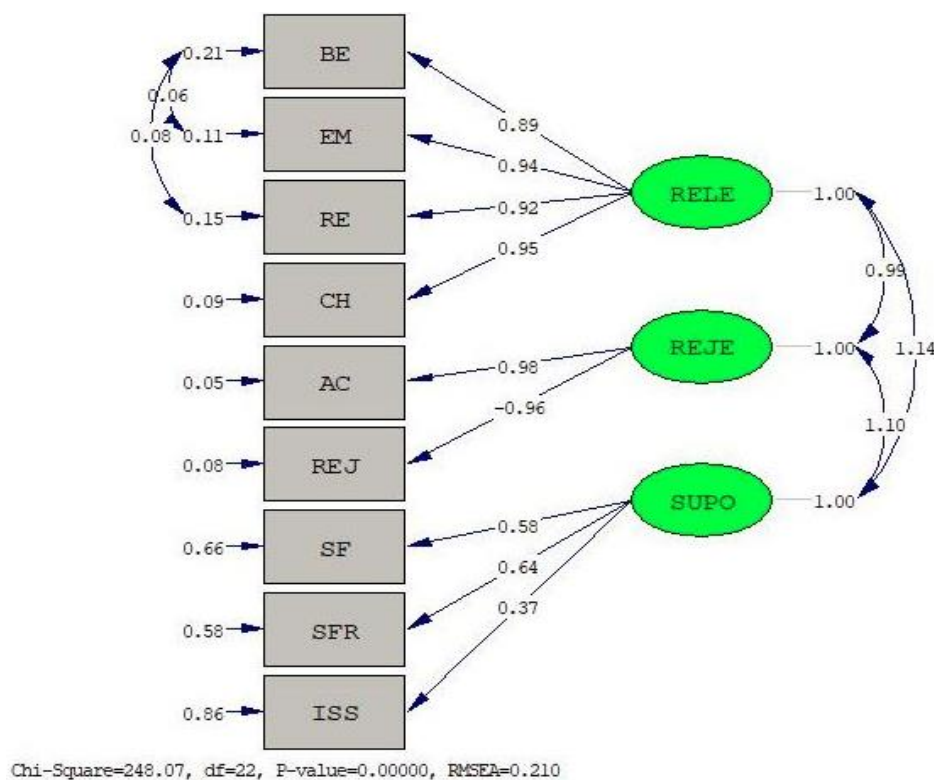 0.21
BE
0.06
0.89
0.08
0.11
EM
0.94
RELE
1.00
0.15
RE
0.92
0.95
0.99
0.09
CH
REJE
1.00
1.14
0.05
AC
0.98
-0.96
1.10
0.08
REJ
SUPO
1.00
0.66
SF
0.58
0.64
0.37
0.58
SFR
0.86
ISS
Chi-Square=248.07, df=22, P-value=0.00000, RMSEA=0.210